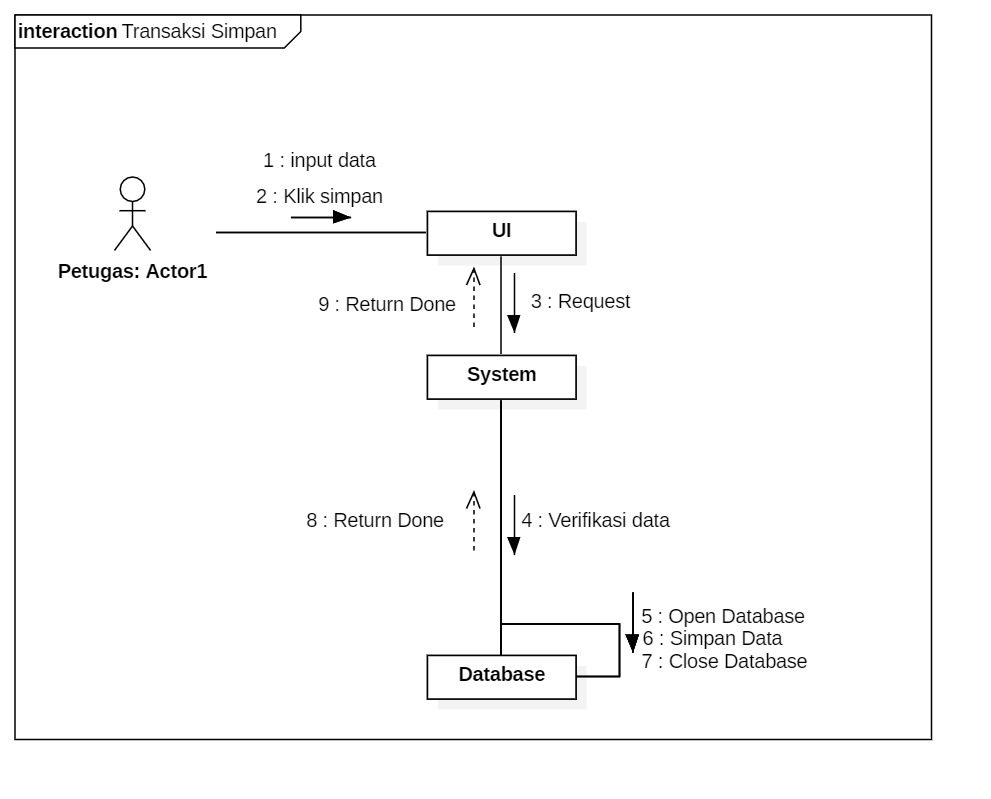 interaction Transaksi Simpan
1 : input data
2 : Klik simpan
Petugas: Actor1
UI
9 : Return Done
3 : Request
System
8 : Return Done
4 : Verifikasi data
5 : Open Database
6 : Simpan Data
7 : Close Database
Database